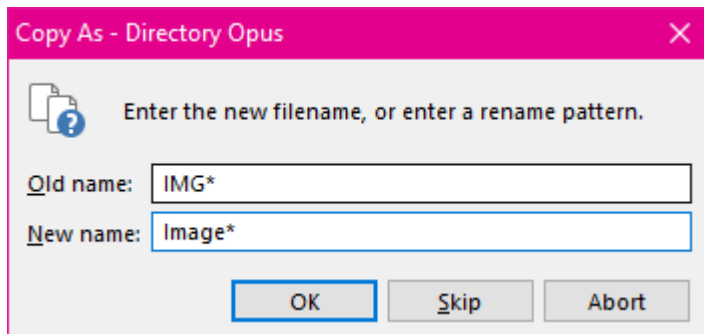 Copy As - Directory Opus
Enter the new filename, or enter a rename pattern.
Old name: IMG*
New name: Image*
OK Skip Abort